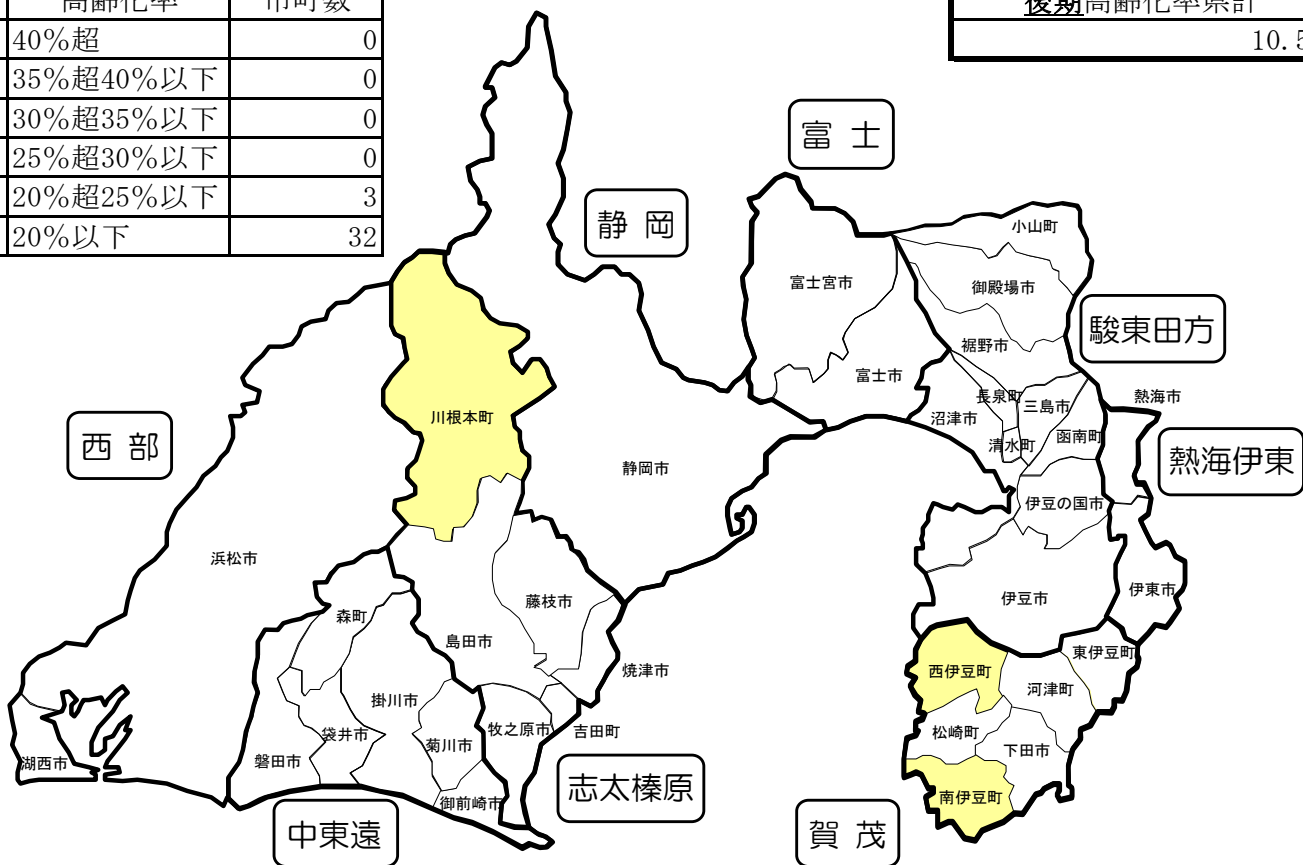 高齢化率 市町数
40％超 0
35％超40％以下 0
30％超35％以下 0
25％超30％以下 0
20％超25％以下 3
20％以下 32
後期高齢化率県計
10.5
富 士
静 岡
小山町
富士宮市
御殿場市
駿東田方
裾野市
富士市
長泉町
三島市
熱海市
沼津市
川根本町
清水町
函南町
西 部
熱海伊東
静岡市
伊豆の国市
浜松市
伊豆市
伊東市
藤枝市
森町
島田市
東伊豆町
焼津市
西伊豆町
河津町
掛川市
牧之原市
吉田町
松崎町
袋井市
菊川市
下田市
磐田市
湖西市
志太榛原
南伊豆町
御前崎市
中東遠
賀 茂